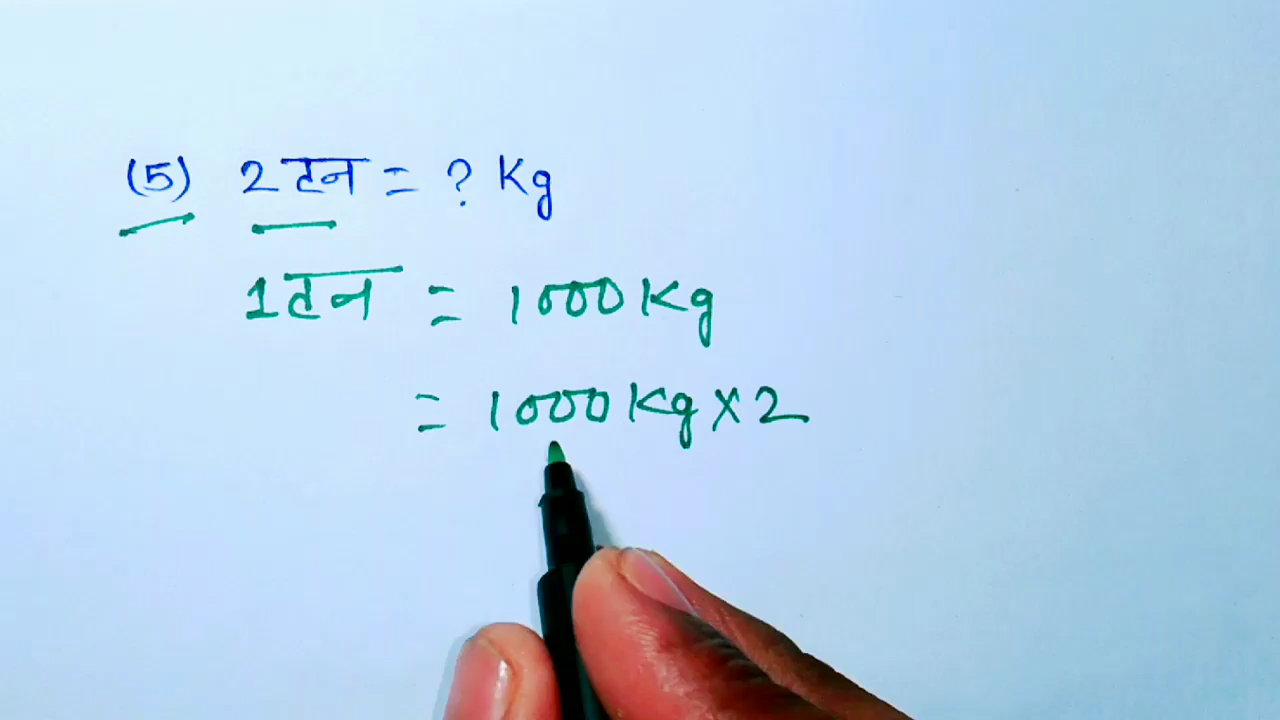 (5) 2 टन = ? Kg
1 टन = 1000 Kg
= 1000 Kg × 2